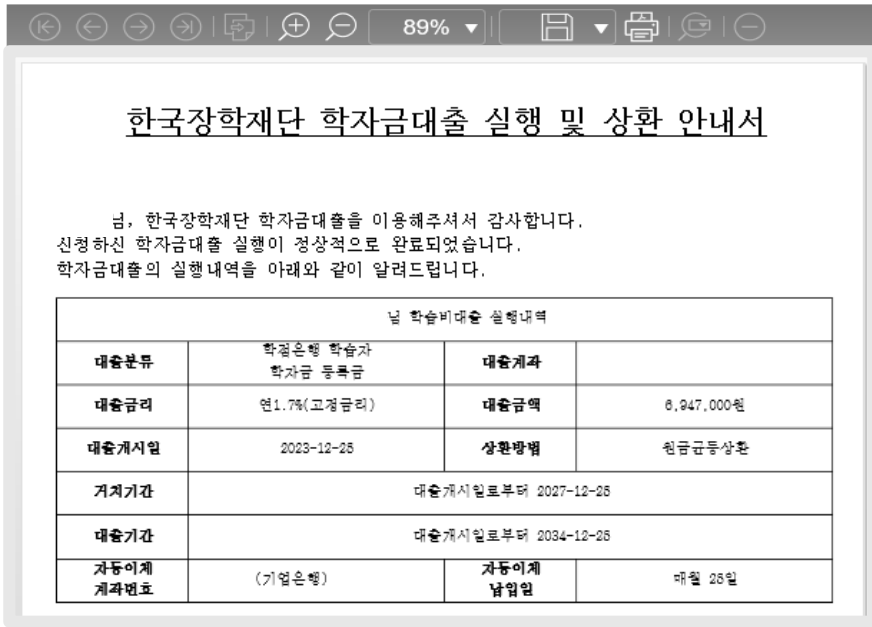 89%
한국장학재단 학자금대출 실행 및 상환 안내서
님, 한국장학재단 학자금대출을 이용해주셔서 감사합니다.
신청하신 학자금대출 실행이 정상적으로 완료되었습니다.
학자금대출의 실행내역을 아래와 같이 알려드립니다.
님 학습비대출 실행내역
대출분류 학점은행 학습자 대출계좌
학자금 등록금
대출금리 연1.7%(고정금리) 대출금액 6,947,000원
대출개시일 2023-12-25 상환방법 원금균등상환
거치기간 대출개시일로부터 2027-12-25
대출기간 대출개시일로부터 2034-12-25
자동이체 (기업은행) 자동이체 매월 25일
계좌번호 납입일